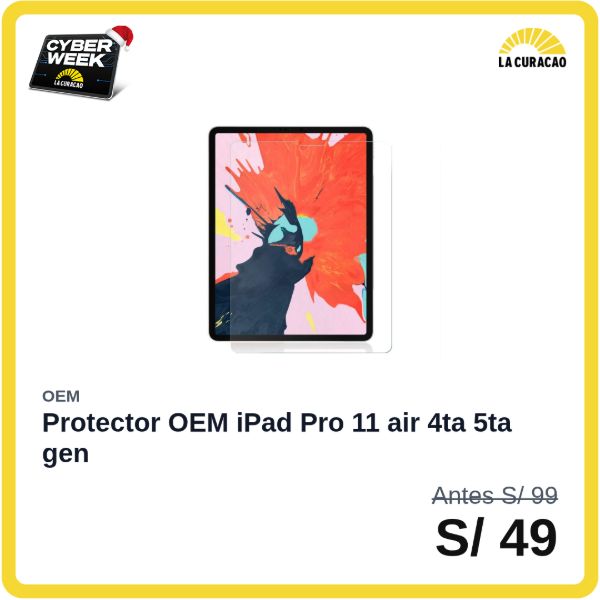 CYBER
WEEK
LA CURACAO
LA CURACAO
OEM
Protector OEM iPad Pro 11 air 4ta 5ta
gen
Antes S/ 99
S/ 49